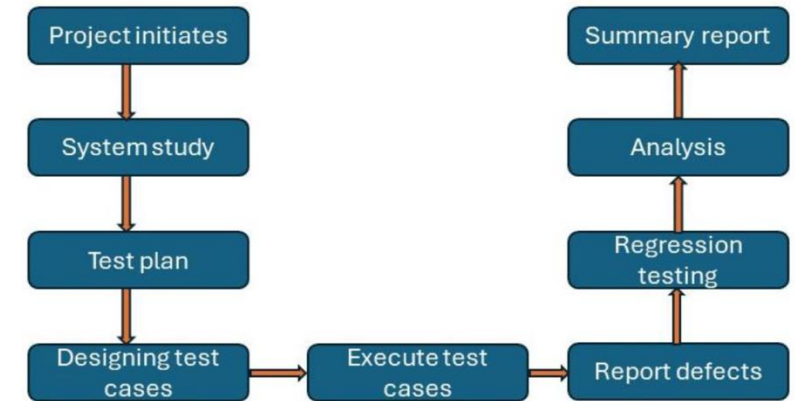 Project initiates
System study
Test plan
Designing test
cases
Execute test
cases
Report defects
Regression
testing
Analysis
Summary report